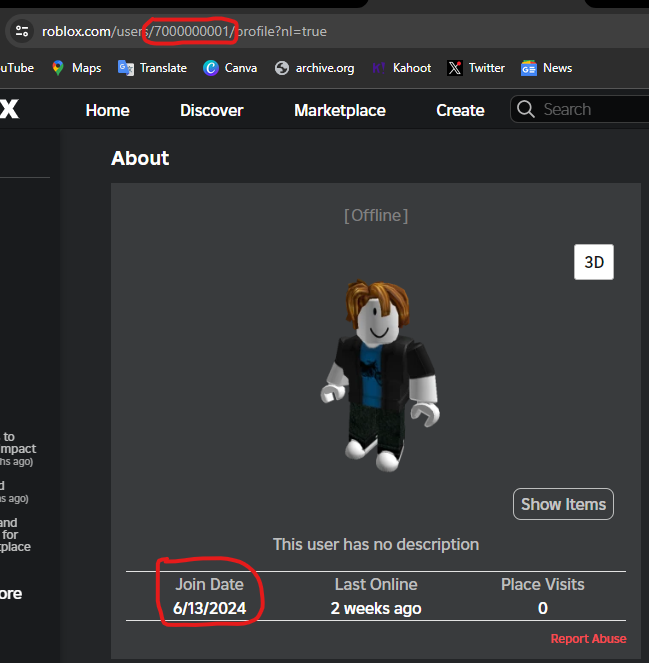 roblox.com/users/7000000001/profile?nl=true
uTube Maps Translate Canva archive.org Kahoot Twitter News
X Home Discover Marketplace Create Search
About
[ Offline ]
3D
to
mpact
hs ago)
d
s ago)
and
for
tplace
ore
Show Items
This user has no description
Join Date Last Online Place Visits
6/13/2024 2 weeks ago 0
Report Abuse